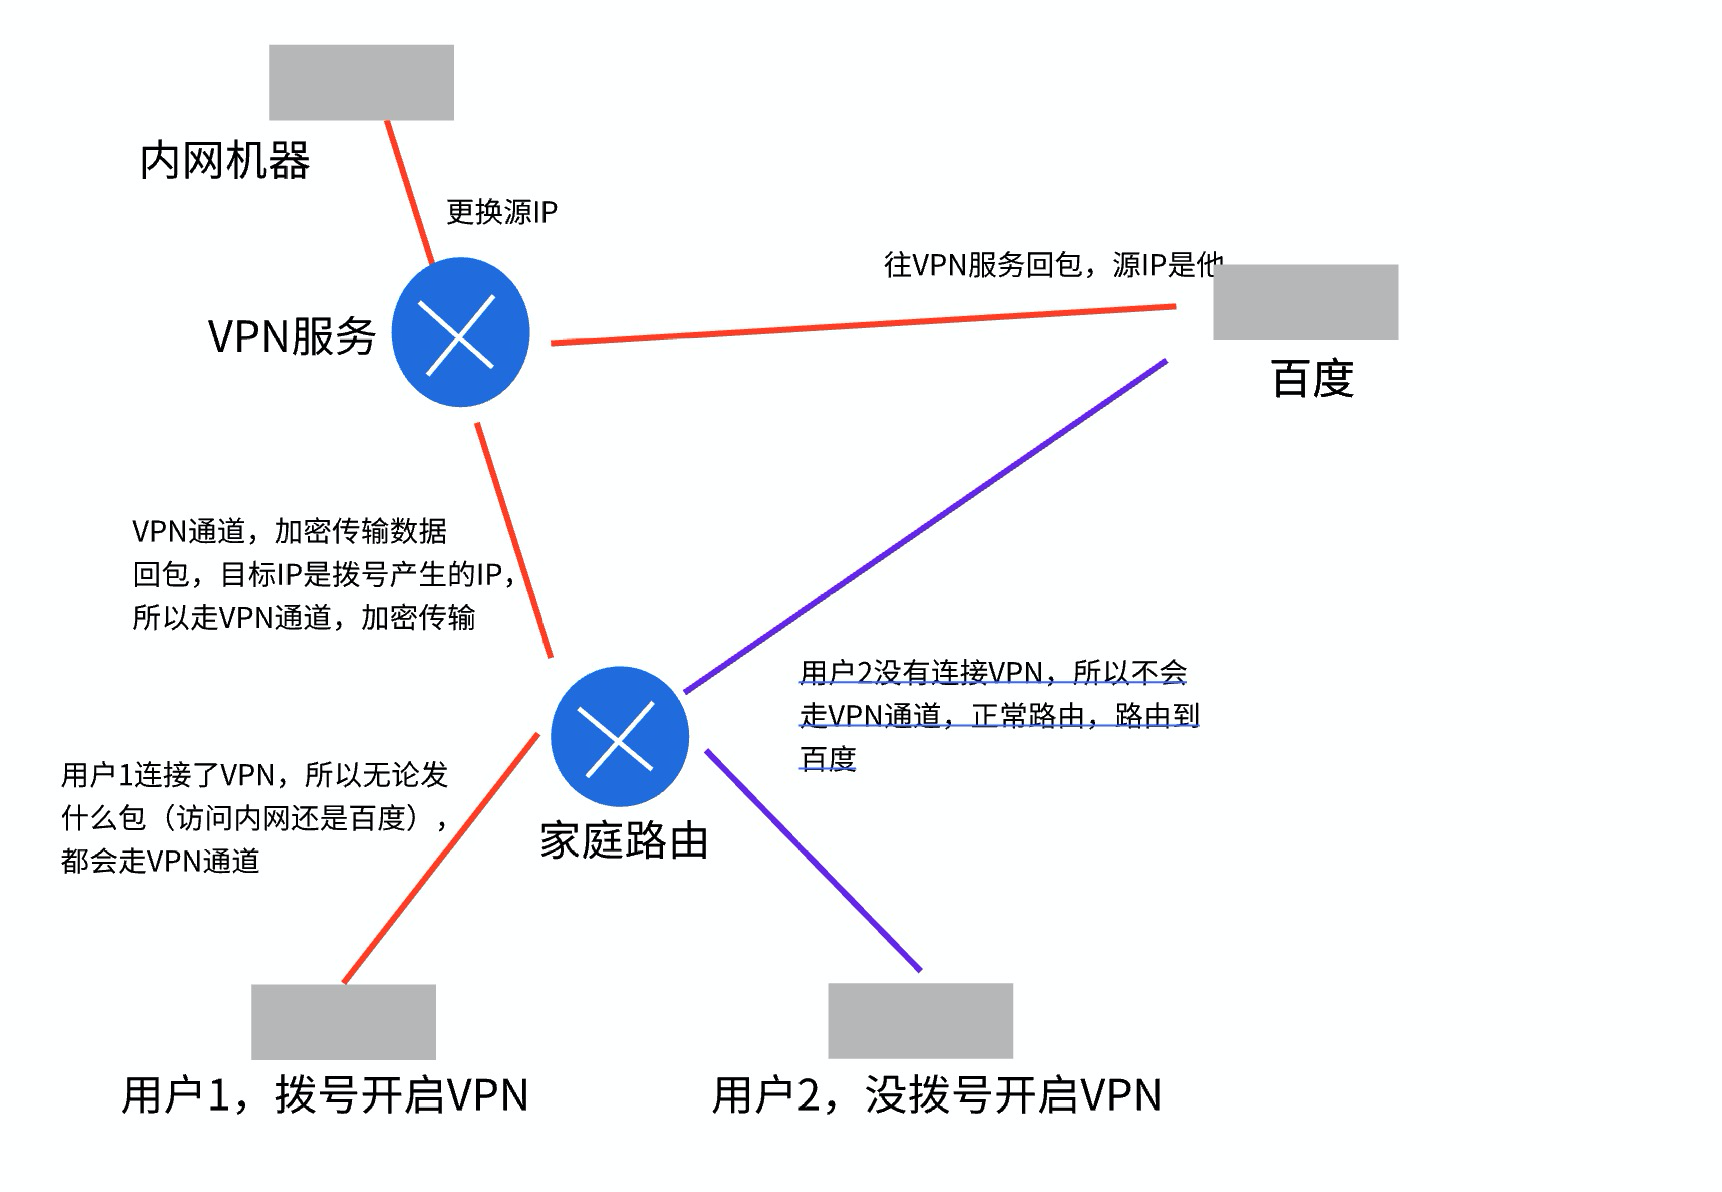 内网机器
更换源IP
往VPN服务回包，源IP是他
VPN服务
百度
VPN通道，加密传输数据
回包，目标IP是拨号产生的IP，
所以走VPN通道，加密传输
用户2没有连接VPN，所以不会
走VPN通道，正常路由，路由到
百度
用户1连接了VPN，所以无论发
什么包（访问内网还是百度），
都会走VPN通道
家庭路由
用户1，拨号开启VPN
用户2，没拨号开启VPN